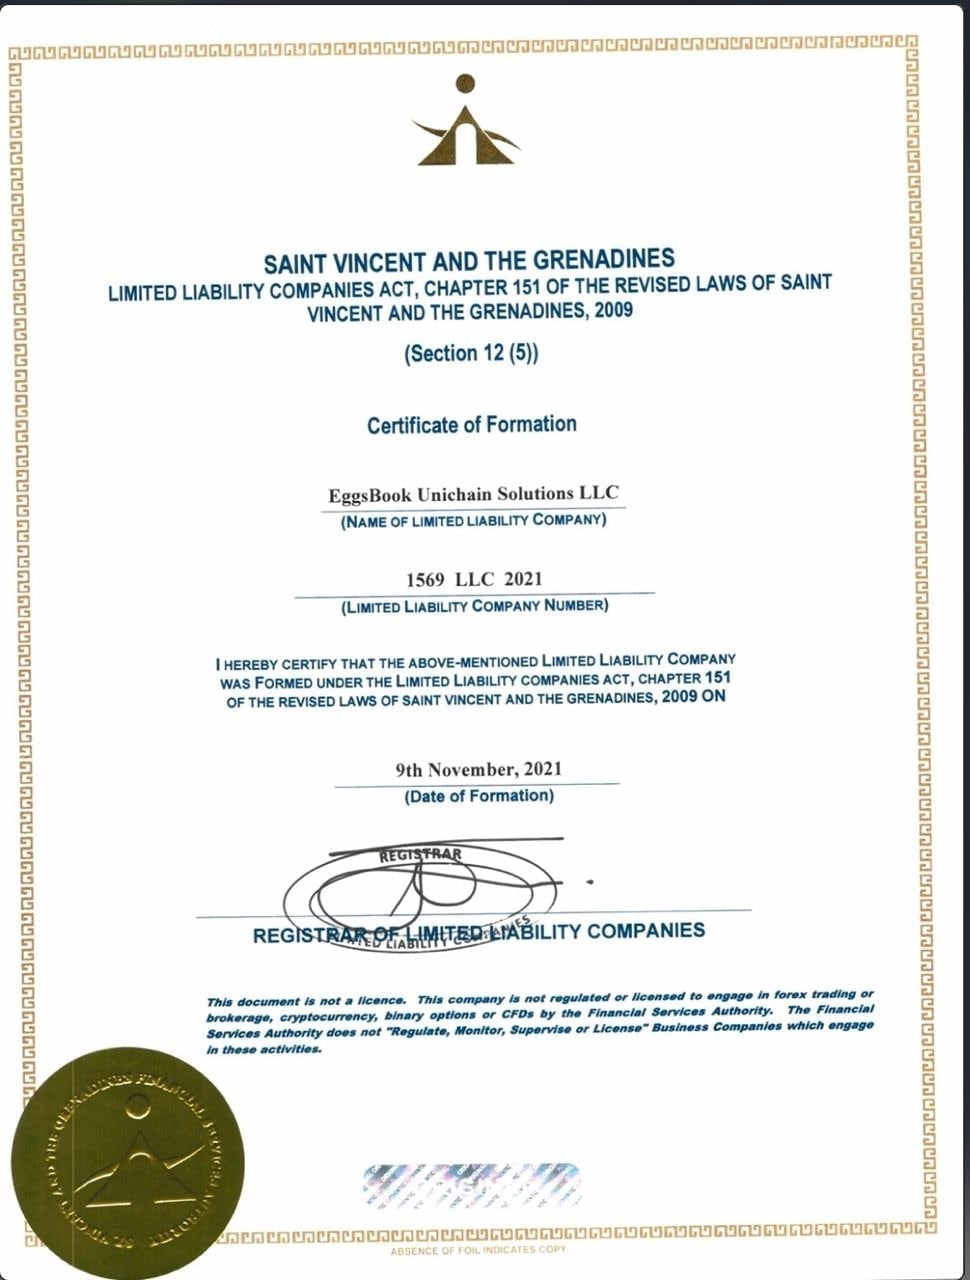 SAINT VINCENT AND THE GRENADINES
LIMITED LIABILITY COMPANIES ACT, CHAPTER 151 OF THE REVISED LAWS OF SAINT
VINCENT AND THE GRENADINES, 2009
(Section 12 (5))
Certificate of Formation
EggsBook Unichain Solutions LLC
(NAME OF LIMITED LIABILITY COMPANY)
1569 LLC 2021
(LIMITED LIABILITY COMPANY NUMBER)
I HEREBY CERTIFY THAT THE ABOVE-MENTIONED LIMITED LIABILITY COMPANY
WAS FORMED UNDER THE LIMITED LIABILITY COMPANIES ACT, CHAPTER 151
OF THE REVISED LAWS OF SAINT VINCENT AND THE GRENADINES, 2009 ON
9th November, 2021
(Date of Formation)
REGISTRAR
LIMITED LIABILITY COMPANIES
REGISTRAR OF LIMITED LIABILITY COMPANIES
This document is not a licence. This company is not regulated or licensed to engage in forex trading or
brokerage, cryptocurrency, binary options or CFDs by the Financial Services Authority. The Financial
Services Authority does not "Regulate, Monitor, Supervise or License" Business Companies which engage
in these activities.
ST. VINCENT AND THE GRENADINES FINANCIAL SERVICES AUTHORITY
ABSENCE OF FOIL INDICATES COPY.